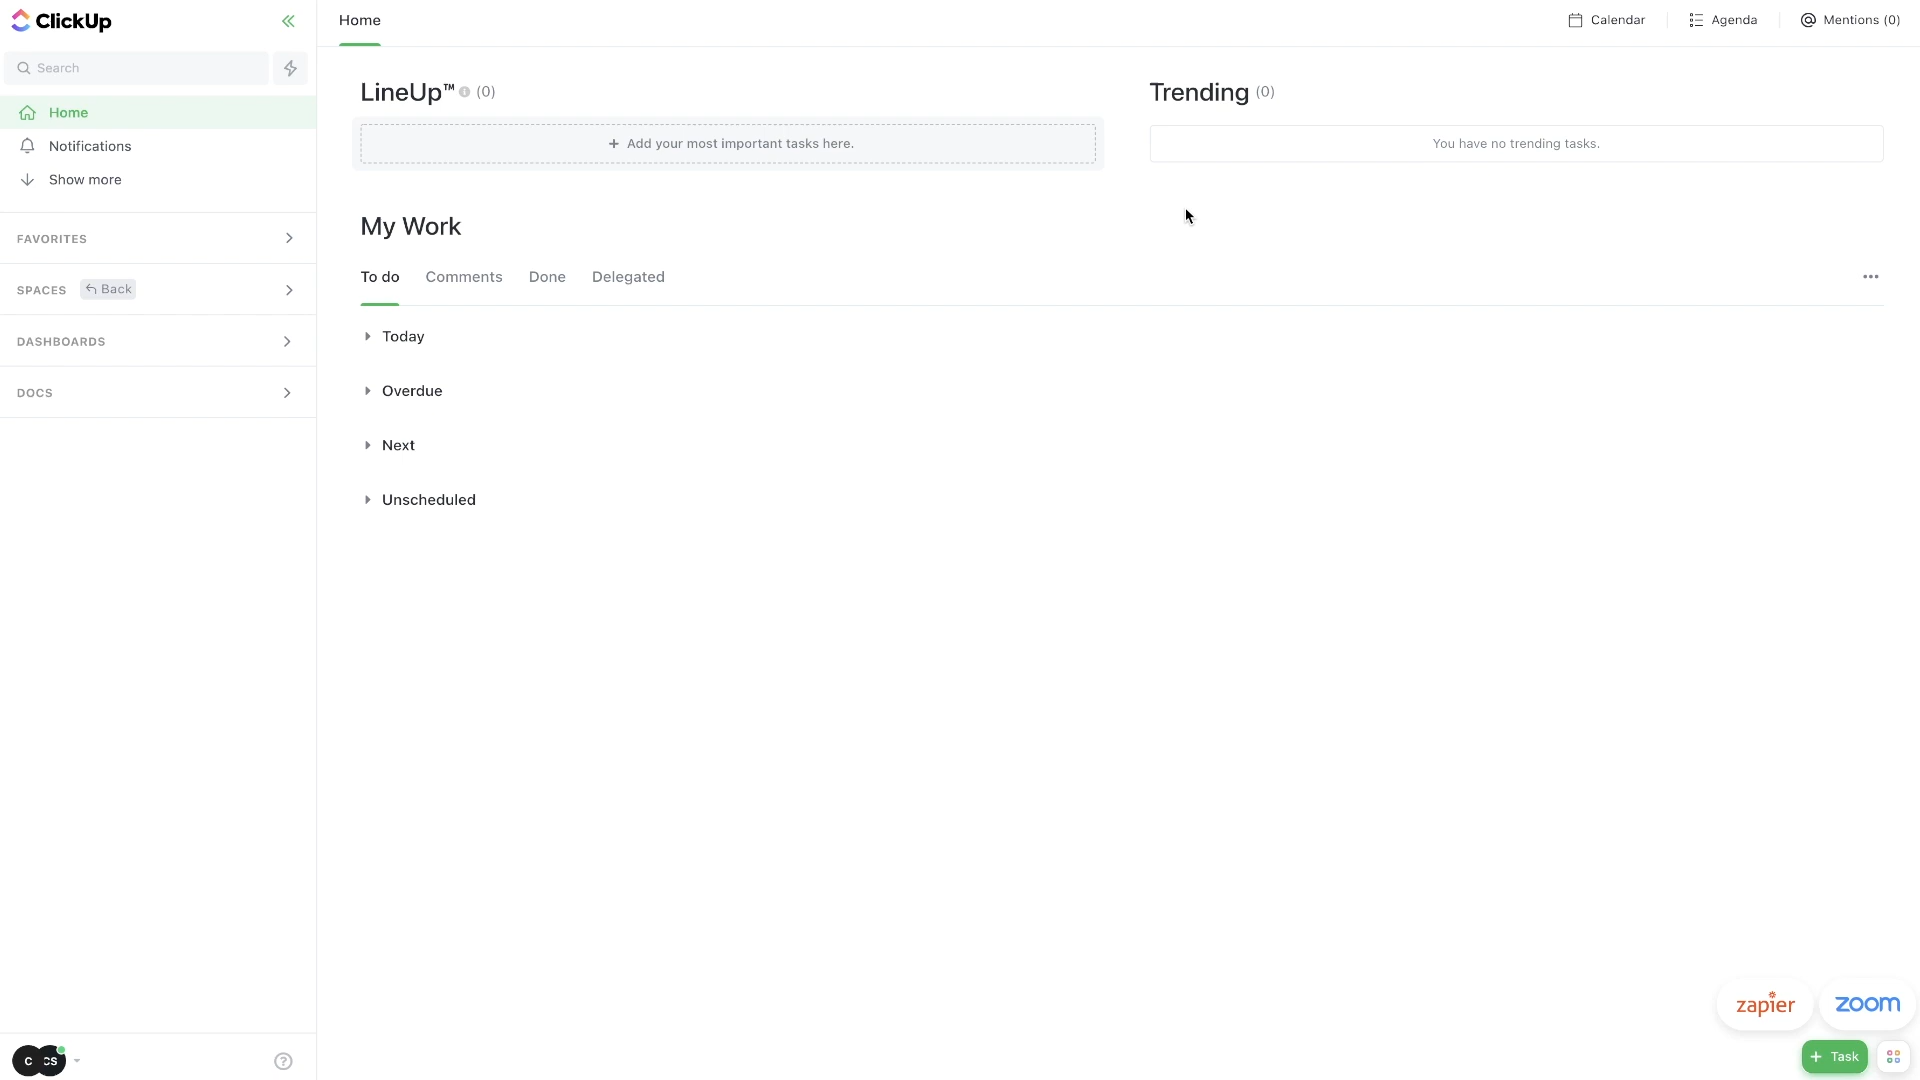 ClickUp
Search
Home
Notifications
Show more
FAVORITES
SPACES Back
DASHBOARDS
DOCS
C CS
Home
Calendar
Agenda
Mentions (0)
LineUp™ (0)
+ Add your most important tasks here.
Trending (0)
You have no trending tasks.
My Work
To do Comments Done Delegated
Today
Overdue
Next
Unscheduled
zapier
zoom
+ Task